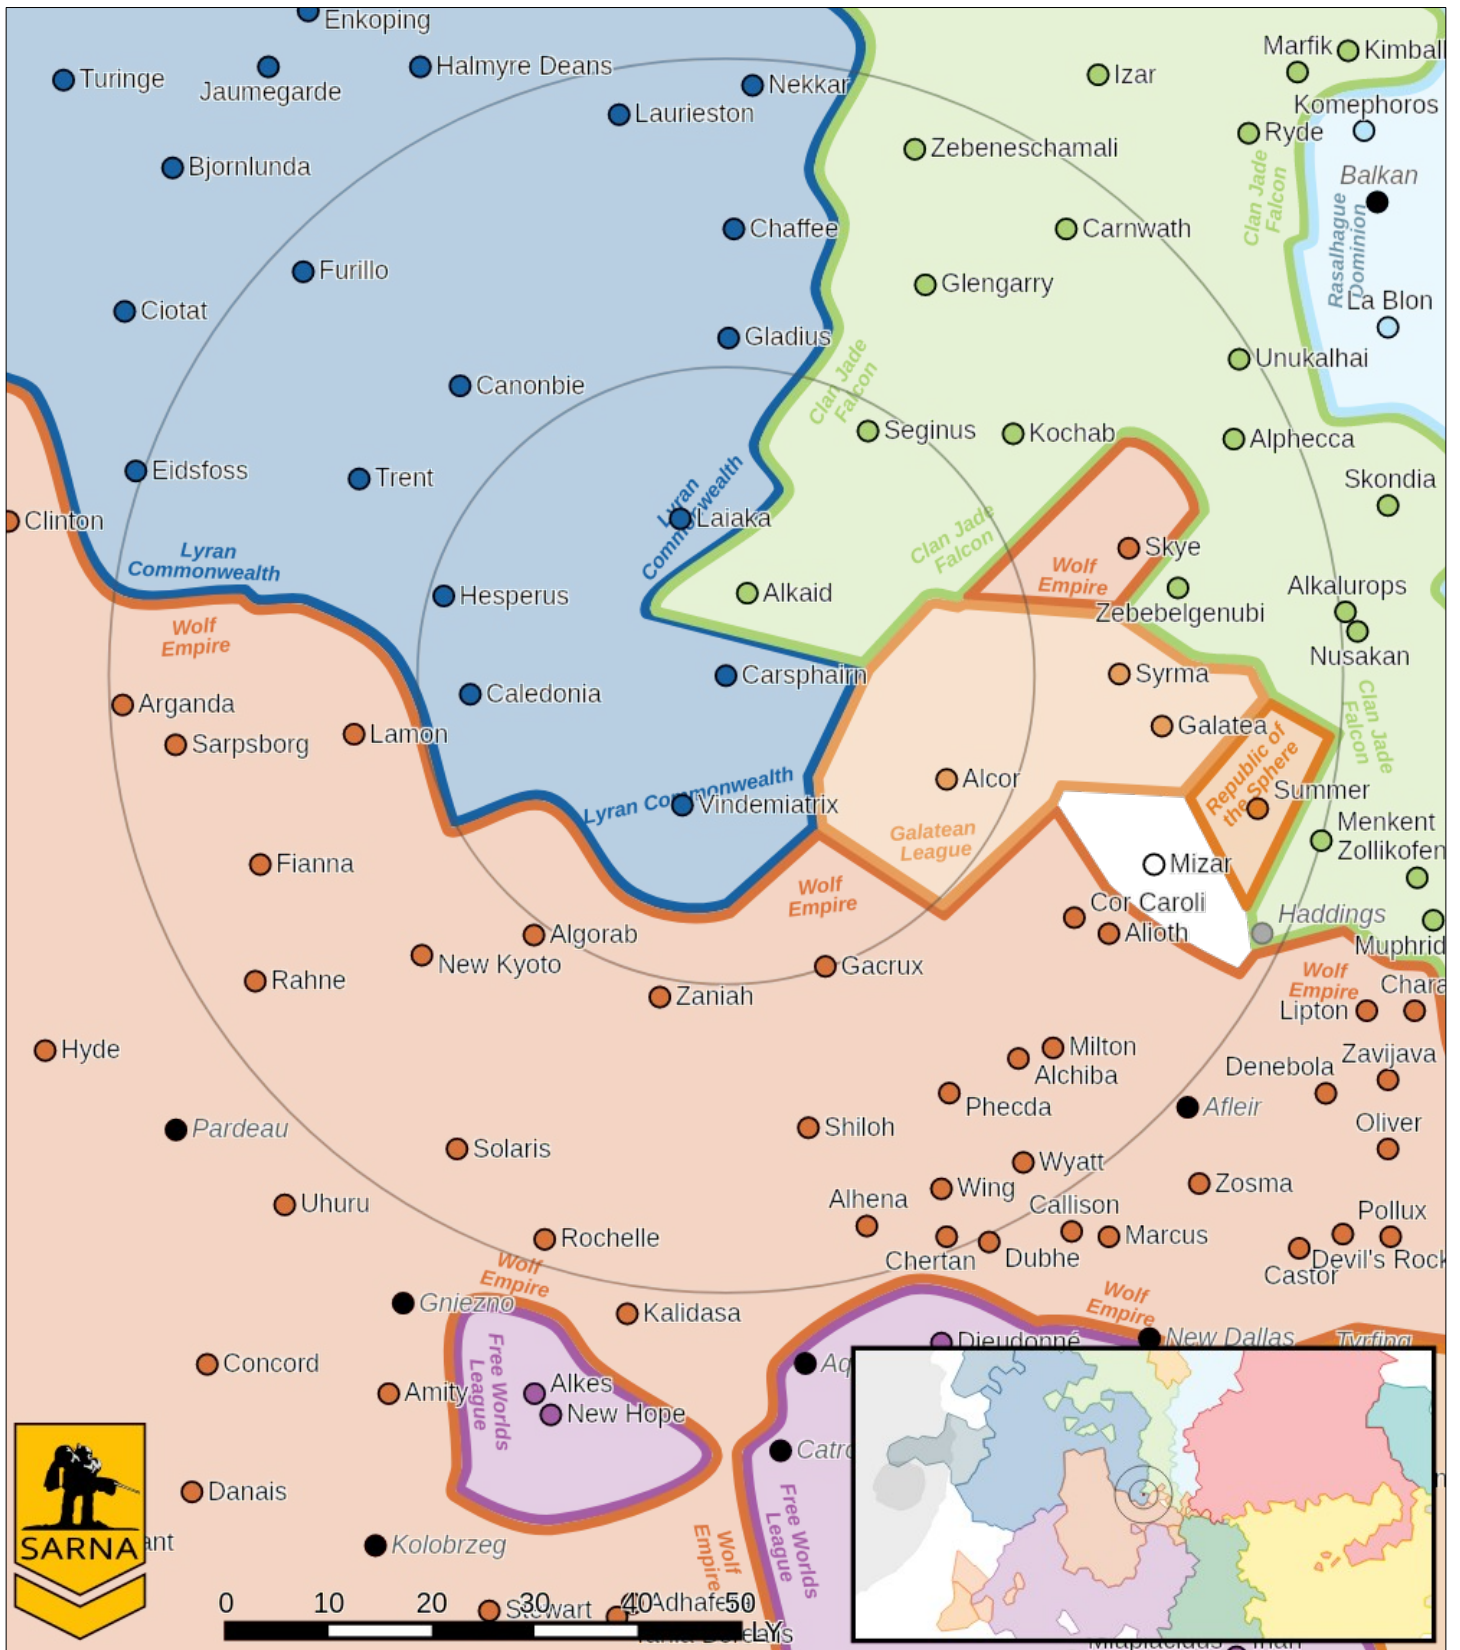 Enkoping
Turinge
Jaumegarde
Halmyre Deans
Nekkar
Laurieston
Bjornlunda
Izar
Marfik
Kimball
Komephoros
Ryde
Zebeneschamali
Balkan
Clan Jade
Falcon
Rasalhague
Dominion
Chaffee
Carnwath
Furillo
Glengarry
Ciotat
La Blon
Gladius
Unukalhai
Canonbie
Clan Jade
Falcon
Seginus
Kochab
Alphecca
Eidsfoss
Trent
Skondia
Clinton
Lyran
Commonwealth
Laiaka
Clan Jade
Falcon
Skye
Lyran
Commonwealth
Wolf
Empire
Hesperus
Alkaid
Zebebelgenubi
Alkalurops
Nusakan
Wolf
Empire
Carsphairn
Syrma
Caledonia
Arganda
Sarpsborg
Lamon
Galatea
Clan Jade
Falcon
Republic of
the Sphere
Alcor
Summer
Lyran Commonwealth
Vindemiatrix
Galatean
League
Menkent
Zollikofen
Fianna
Mizar
Wolf
Empire
Cor Caroli
Alioth
Haddings
Muphrid
Algorab
New Kyoto
Gacrux
Rahne
Zaniah
Wolf
Empire
Chara
Lipton
Hyde
Milton
Alchiba
Zavijava
Denebola
Phecda
Afleir
Pardeau
Shiloh
Oliver
Solaris
Wyatt
Wing
Zosma
Uhuru
Alhena
Callison
Pollux
Rochelle
Chertan
Dubhe
Marcus
Devil's Rock
Castor
Wolf
Empire
Gniezno
Kalidasa
Wolf
Empire
Dieudonné
New Dallas
Tyrfing
Concord
Amity
Free Worlds
League
Alkes
New Hope
Danais
Kolobrzeg
Wolf
Empire
Free Worlds
League
SARNA
0 10 20 30 40 50
LY
Stewart